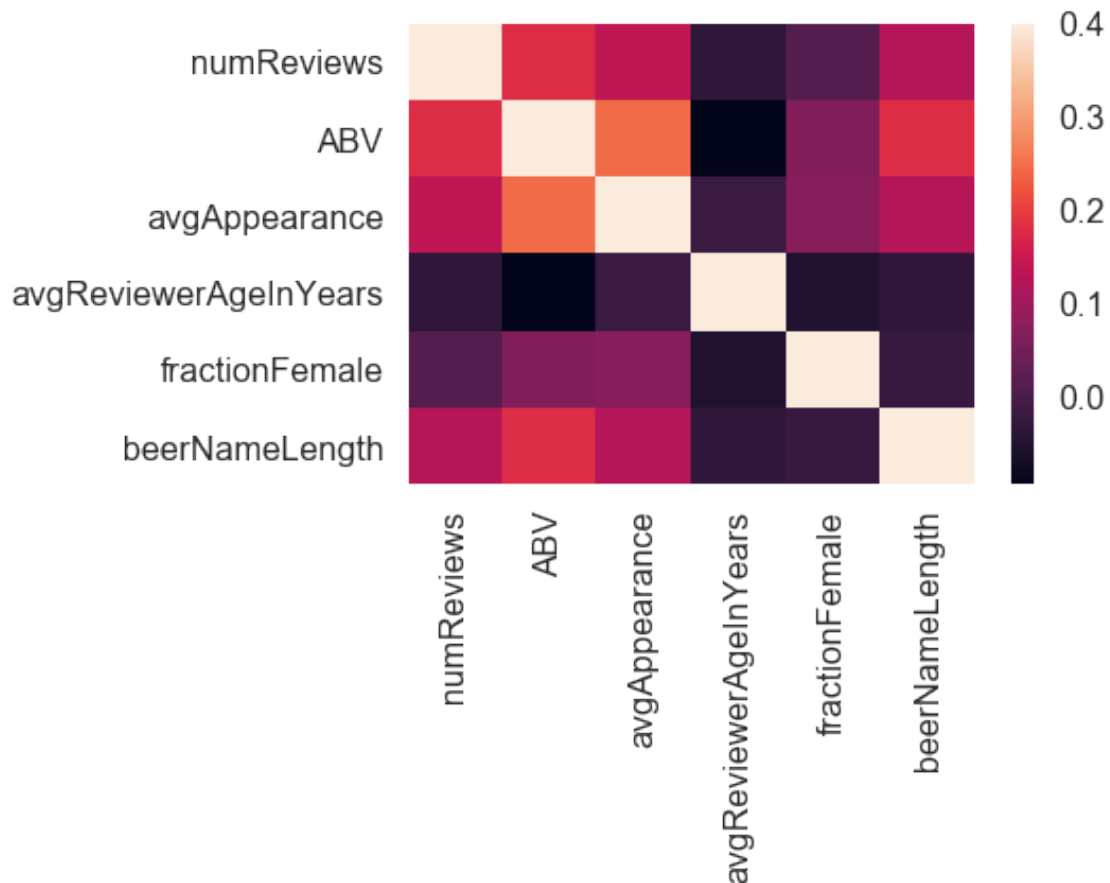 numReviews
ABV
avgAppearance
avgReviewerAgeInYears
fractionFemale
beerNameLength
0.4
0.3
0.2
0.1
0.0
numReviews
ABV
avgAppearance
avgReviewerAgeInYears
fractionFemale
beerNameLength